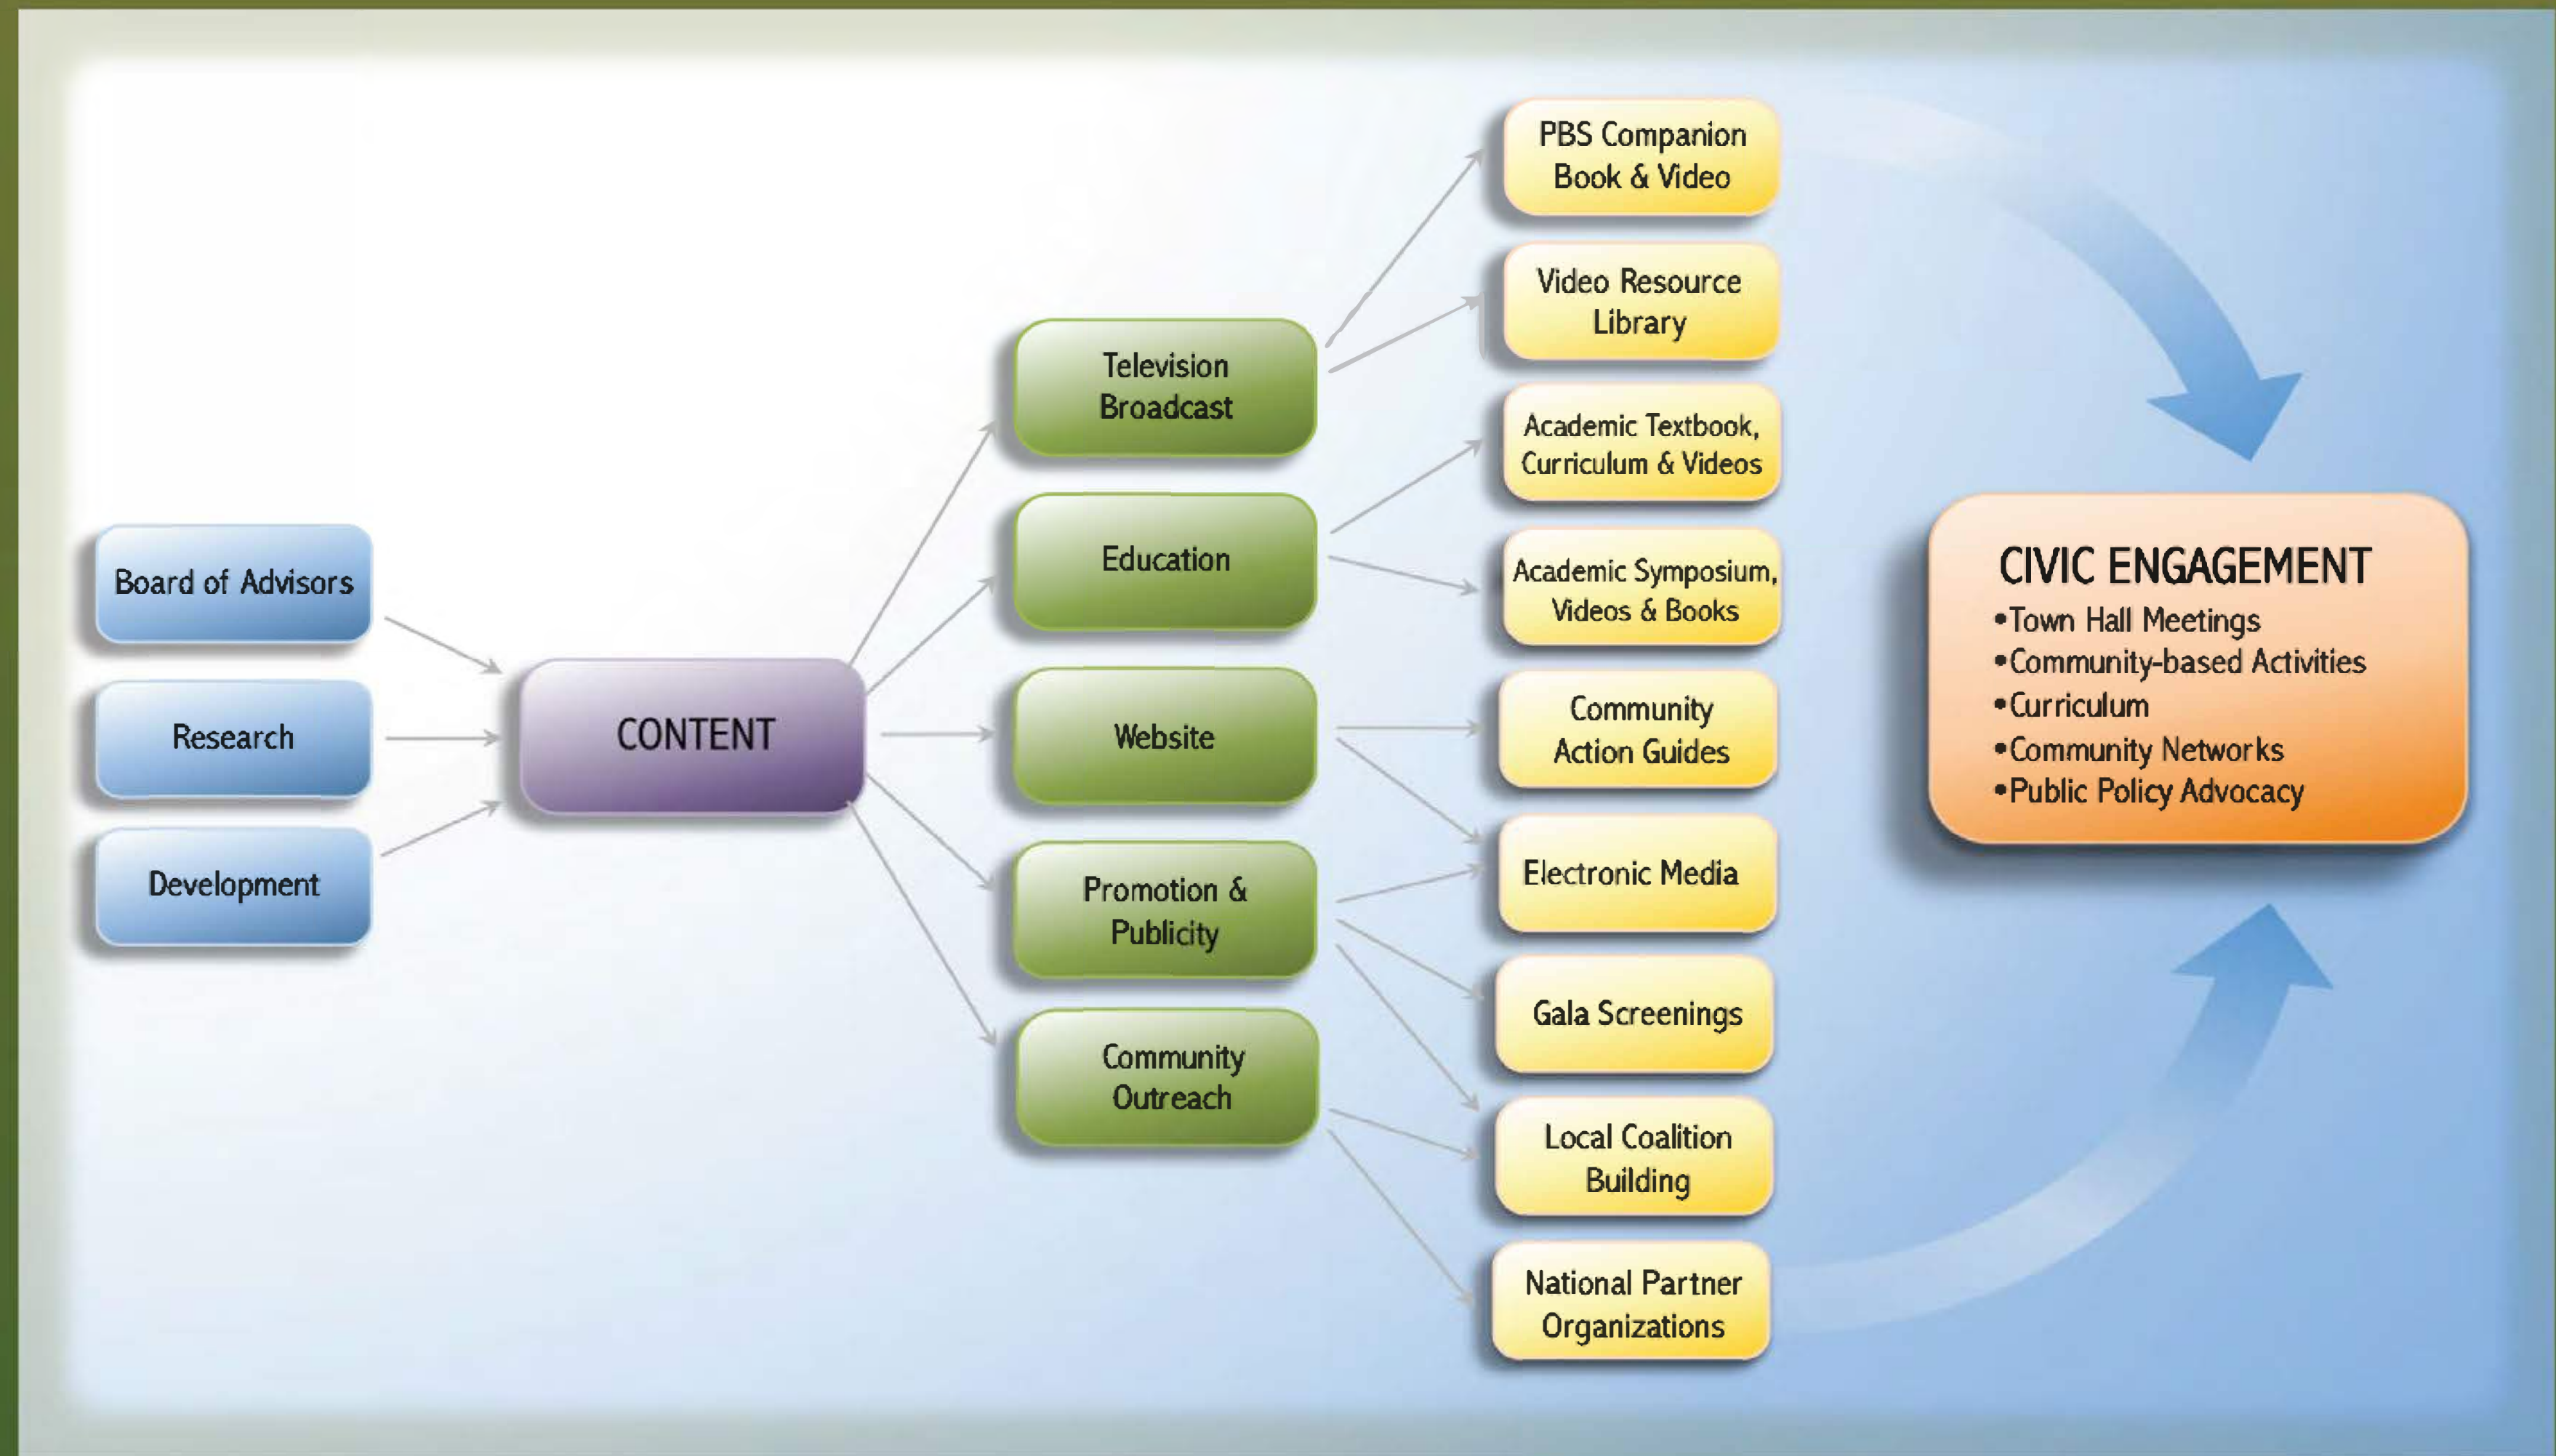 Board of Advisors
Research
Development
CONTENT
Television
Broadcast
Education
Website
Promotion &
Publicity
Community
Outreach
PBS Companion
Book & Video
Video Resource
Library
Academic Textbook,
Curriculum & Videos
Academic Symposium,
Videos & Books
Community
Action Guides
Electronic Media
Gala Screenings
Local Coalition
Building
National Partner
Organizations
CIVIC ENGAGEMENT
•Town Hall Meetings
•Community-based Activities
•Curriculum
•Community Networks
•Public Policy Advocacy